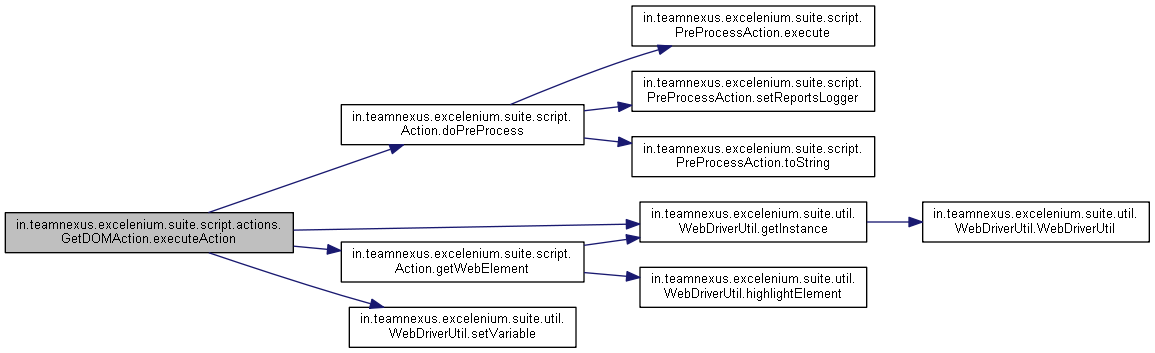 in.teamnexus.excelenium.suite.script.
PreProcessAction.execute
in.teamnexus.excelenium.suite.script.
PreProcessAction.setReportsLogger
in.teamnexus.excelenium.suite.script.
Action.doPreProcess
in.teamnexus.excelenium.suite.script.
PreProcessAction.toString
in.teamnexus.excelenium.suite.script.actions.
GetDOMAction.executeAction
in.teamnexus.excelenium.suite.util.
WebDriverUtil.getInstance
in.teamnexus.excelenium.suite.util.
WebDriverUtil.WebDriverUtil
in.teamnexus.excelenium.suite.script.
Action.getWebElement
in.teamnexus.excelenium.suite.util.
WebDriverUtil.highlightElement
in.teamnexus.excelenium.suite.util.
WebDriverUtil.setVariable